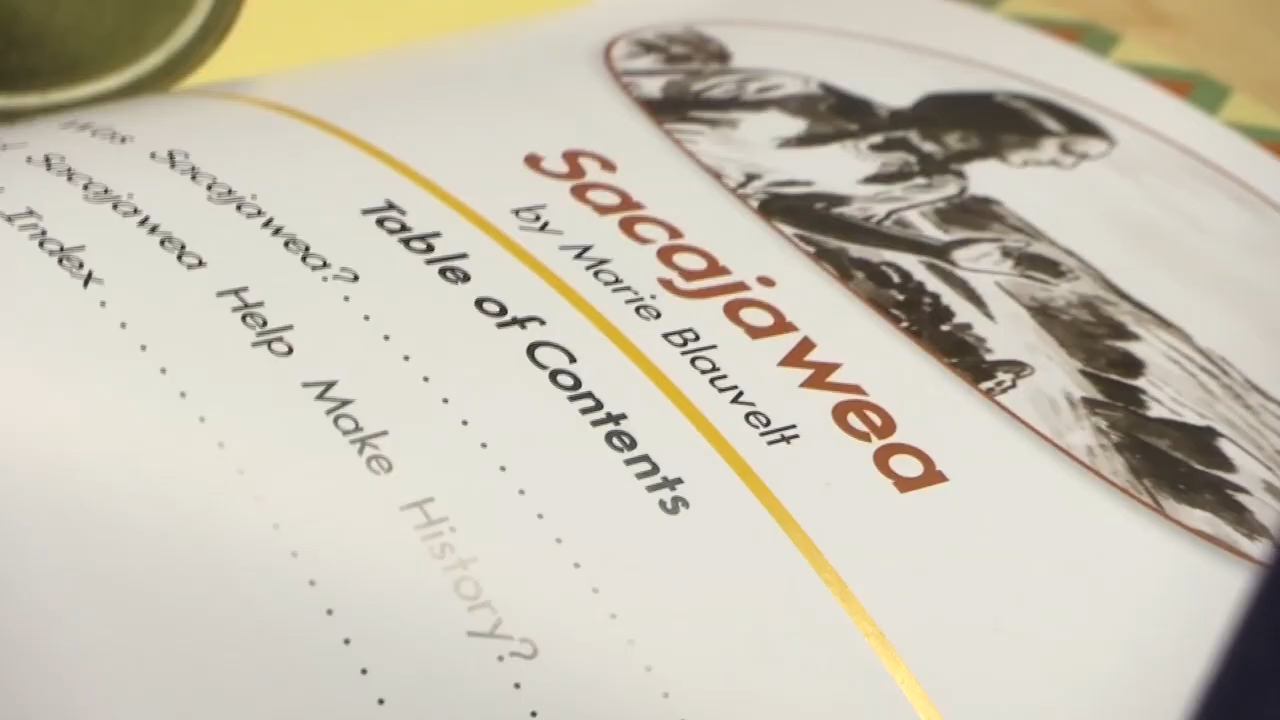 Sacajawea
by Marie Blauvelt
Table of Contents
was Sacajawea? . . . . . . . . . . . . . . . . .
Sacajawea Help Make History? . .
Index . . . . . . . . . . . . . . .